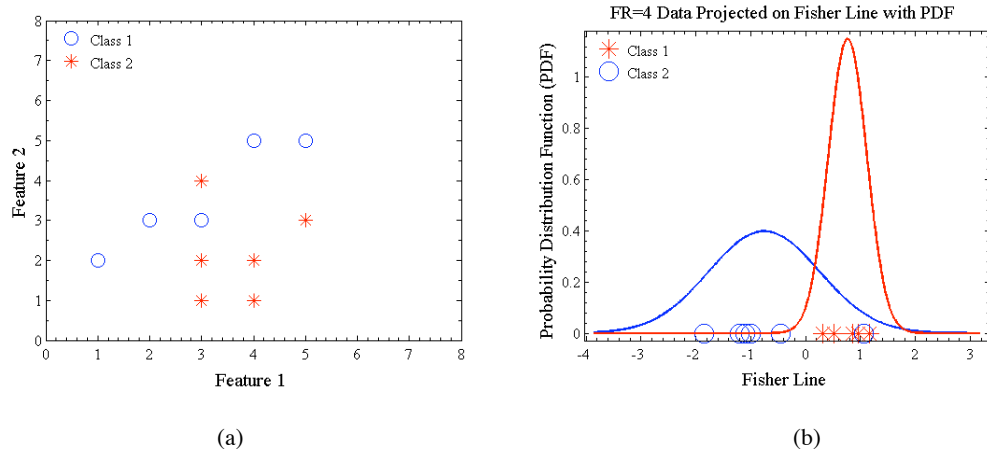 8
7
6
5
4
3
2
1
0
Feature 2
Class 1
Class 2
0 1 2 3 4 5 6 7 8
Feature 1
(a)
FR=4 Data Projected on Fisher Line with PDF
Probability Distribution Function (PDF)
1
0.8
0.6
0.4
0.2
0
Class 1
Class 2
-4 -3 -2 -1 0 1 2 3
Fisher Line
(b)